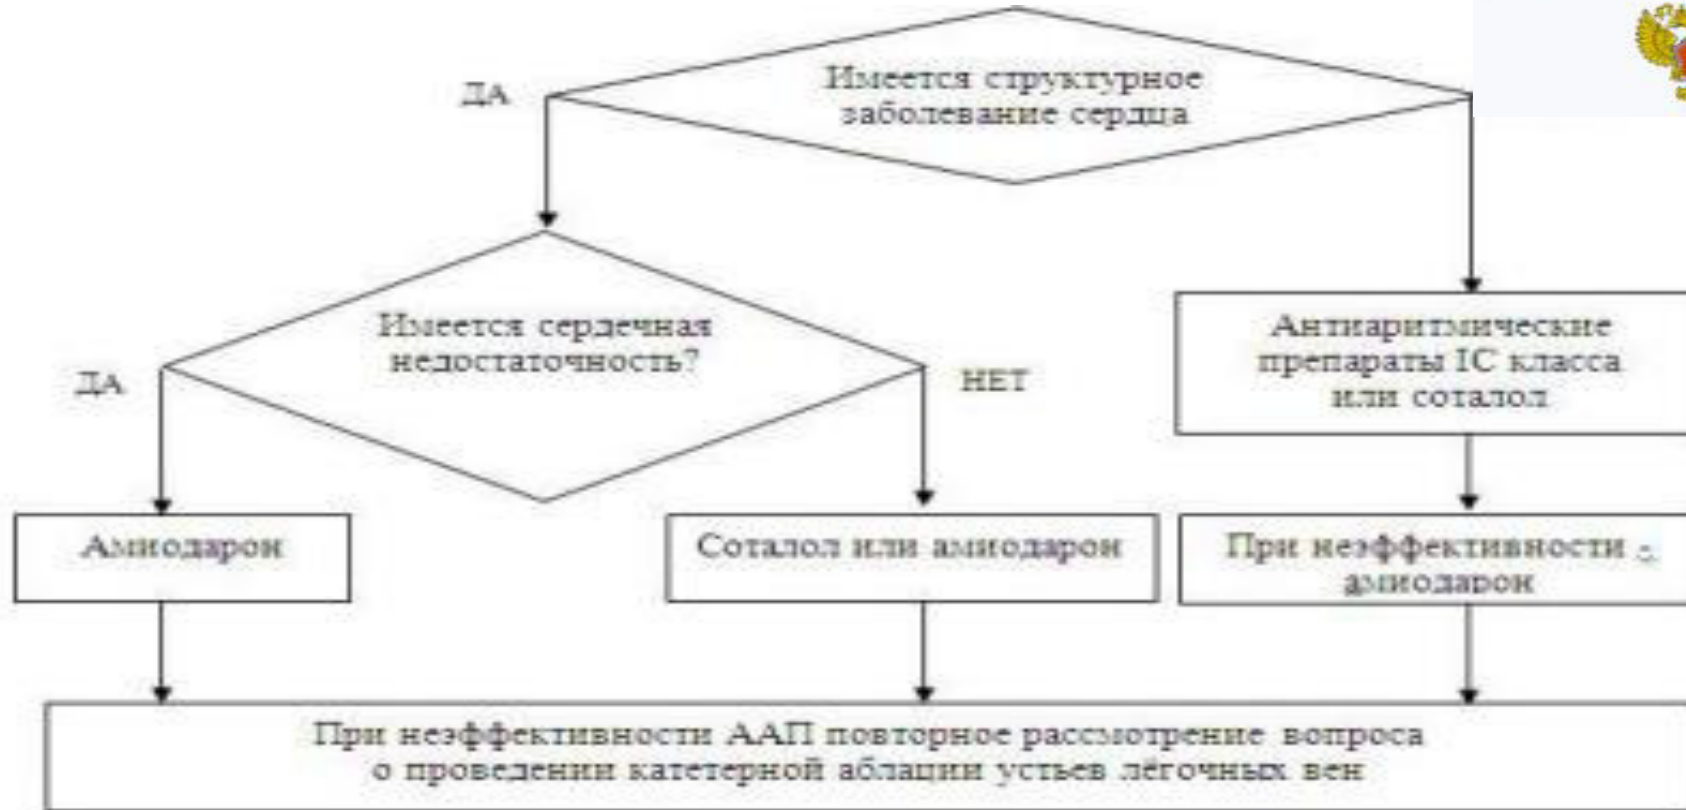 Имеется структурное
заболевание сердца
ДА
Имеется сердечная
недостаточность?
ДА
НЕТ
Антиаритмические
препараты IC класса
или соталол
Амиодарон
Соталол или амиодарон
При неэффективности
амиодарон
При неэффективности ААП повторное рассмотрение вопроса
о проведении катетерной аблации устьев лёгочных вен